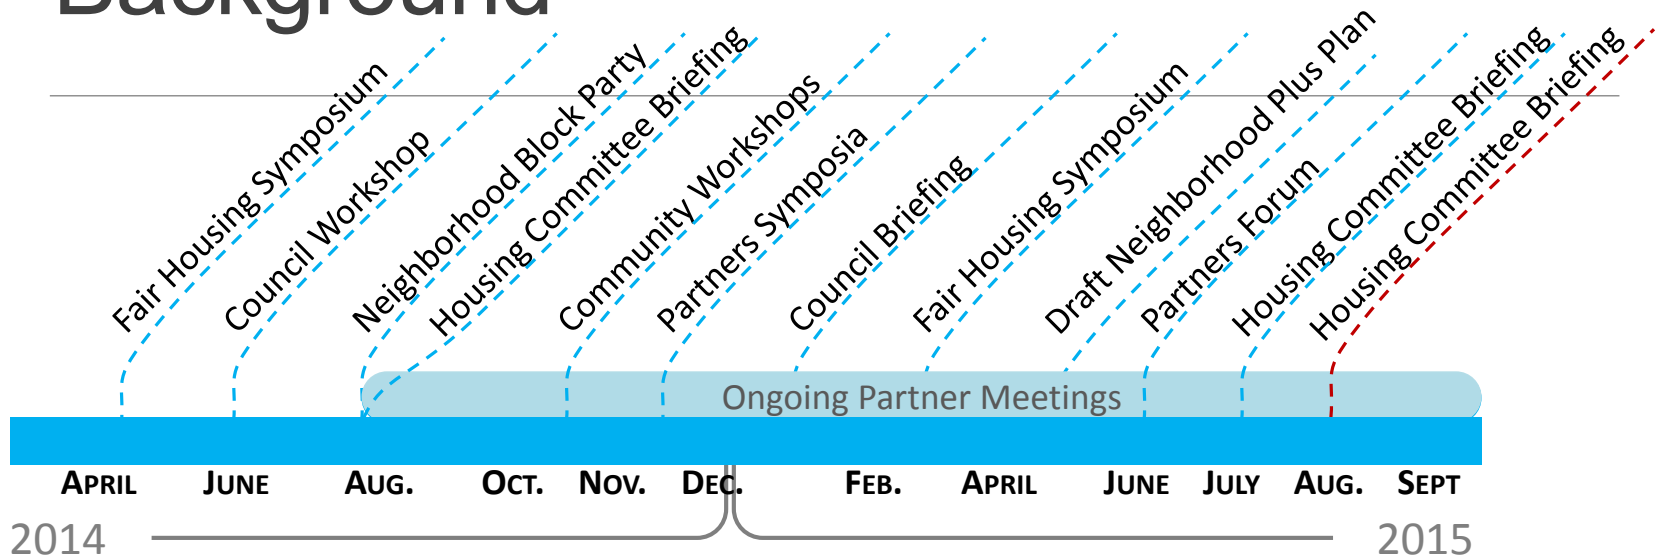 Background
Fair Housing Symposium
Council Workshop
Neighborhood Block Party
Housing Committee Briefing
Community Workshops
Partners Symposia
Council Briefing
Fair Housing Symposium
Draft Neighborhood Plus Plan
Partners Forum
Housing Committee Briefing
Housing Committee Briefing
Ongoing Partner Meetings
APRIL JUNE AUG. OCT. NOV. DEC. FEB. APRIL JUNE JULY AUG. SEPT
2014 2015